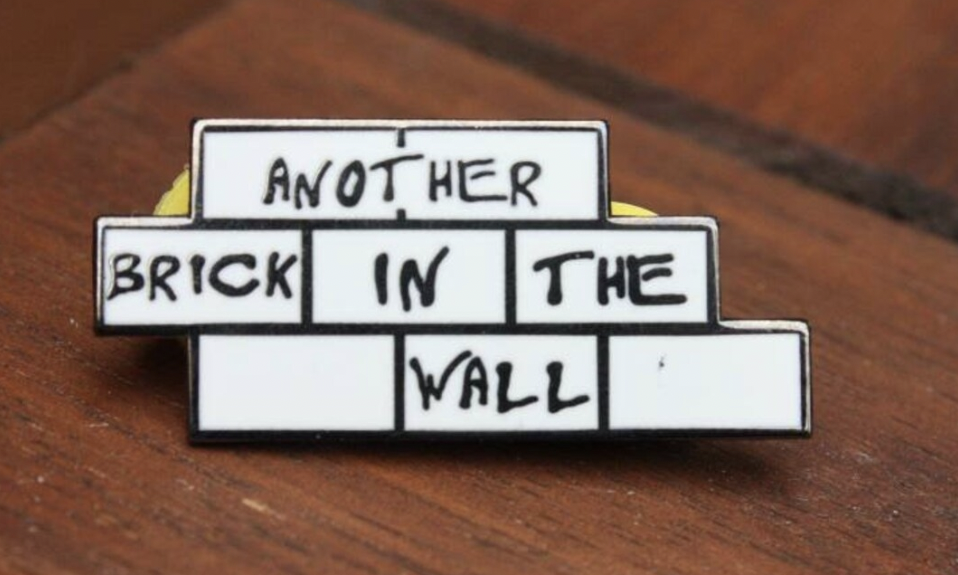 ANOTHER
BRICK IN THE
WALL